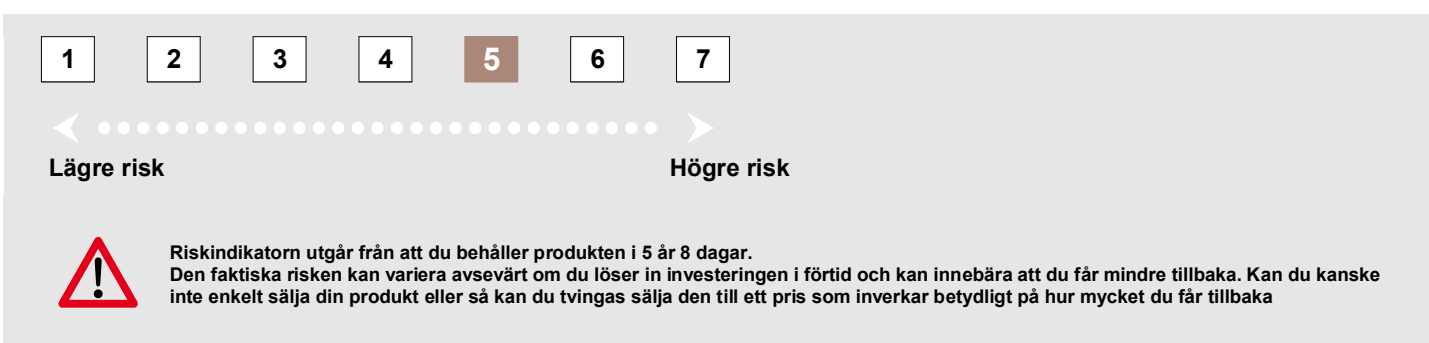 1 2 3 4 5 6 7
Lägre risk Högre risk
Riskindikatorn utgår från att du behåller produkten i 5 år 8 dagar.
Den faktiska risken kan variera avsevärt om du löser in investeringen i förtid och kan innebära att du får mindre tillbaka. Kan du kanske
inte enkelt sälja din produkt eller så kan du tvingas sälja den till ett pris som inverkar betydligt på hur mycket du får tillbaka